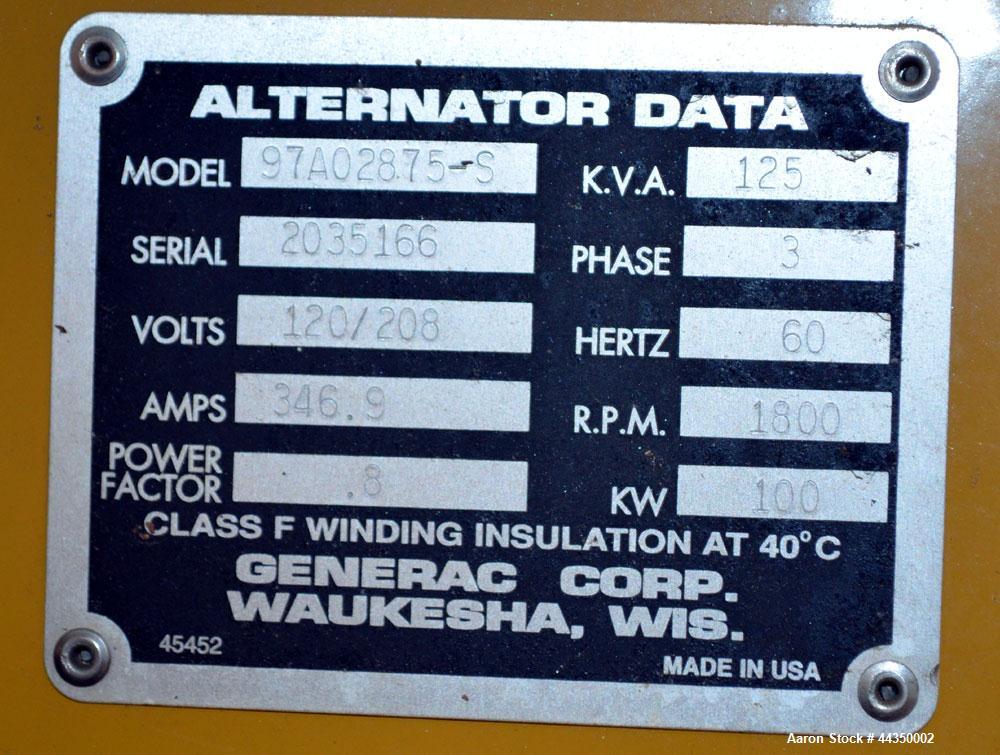 ALTERNATOR DATA
MODEL 97A02875-S K.V.A. 125
SERIAL 2035166 PHASE 3
VOLTS 120/208 HERTZ 60
AMPS 346.9 R.P.M. 1800
POWER
FACTOR .8 KW 100
CLASS F WINDING INSULATION AT 40°C
GENERAC CORP.
WAUKESHA, WIS.
45452 MADE IN USA
Aaron Stock # 44350002